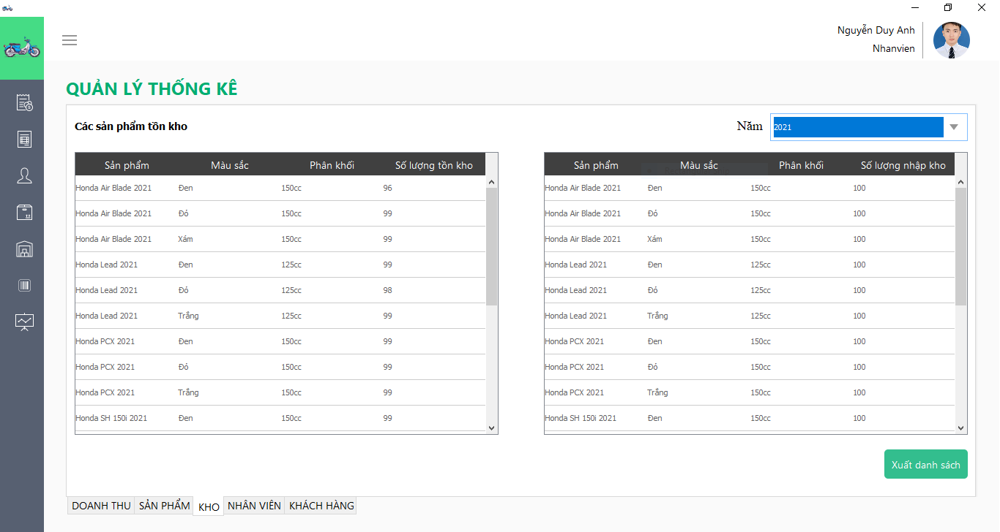 Nguyễn Duy Anh
Nhanvien
QUẢN LÝ THỐNG KÊ
Các sản phẩm tồn kho
Năm 2021
Sản phẩm Màu sắc Phân khối Số lượng tồn kho
Honda Air Blade 2021 Đen 150cc 96
Honda Air Blade 2021 Đỏ 150cc 99
Honda Air Blade 2021 Xám 150cc 99
Honda Lead 2021 Đen 125cc 99
Honda Lead 2021 Đỏ 125cc 98
Honda Lead 2021 Trắng 125cc 99
Honda PCX 2021 Đen 150cc 99
Honda PCX 2021 Đỏ 150cc 99
Honda PCX 2021 Trắng 150cc 99
Honda SH 150i 2021 Đen 150cc 99
Sản phẩm Màu sắc Phân khối Số lượng nhập kho
Honda Air Blade 2021 Đen 150cc 100
Honda Air Blade 2021 Đỏ 150cc 100
Honda Air Blade 2021 Xám 150cc 100
Honda Lead 2021 Đen 125cc 100
Honda Lead 2021 Đỏ 125cc 100
Honda Lead 2021 Trắng 125cc 100
Honda PCX 2021 Đen 150cc 100
Honda PCX 2021 Đỏ 150cc 100
Honda PCX 2021 Trắng 150cc 100
Honda SH 150i 2021 Đen 150cc 100
Xuất danh sách
DOANH THU SẢN PHẨM KHO NHÂN VIÊN KHÁCH HÀNG